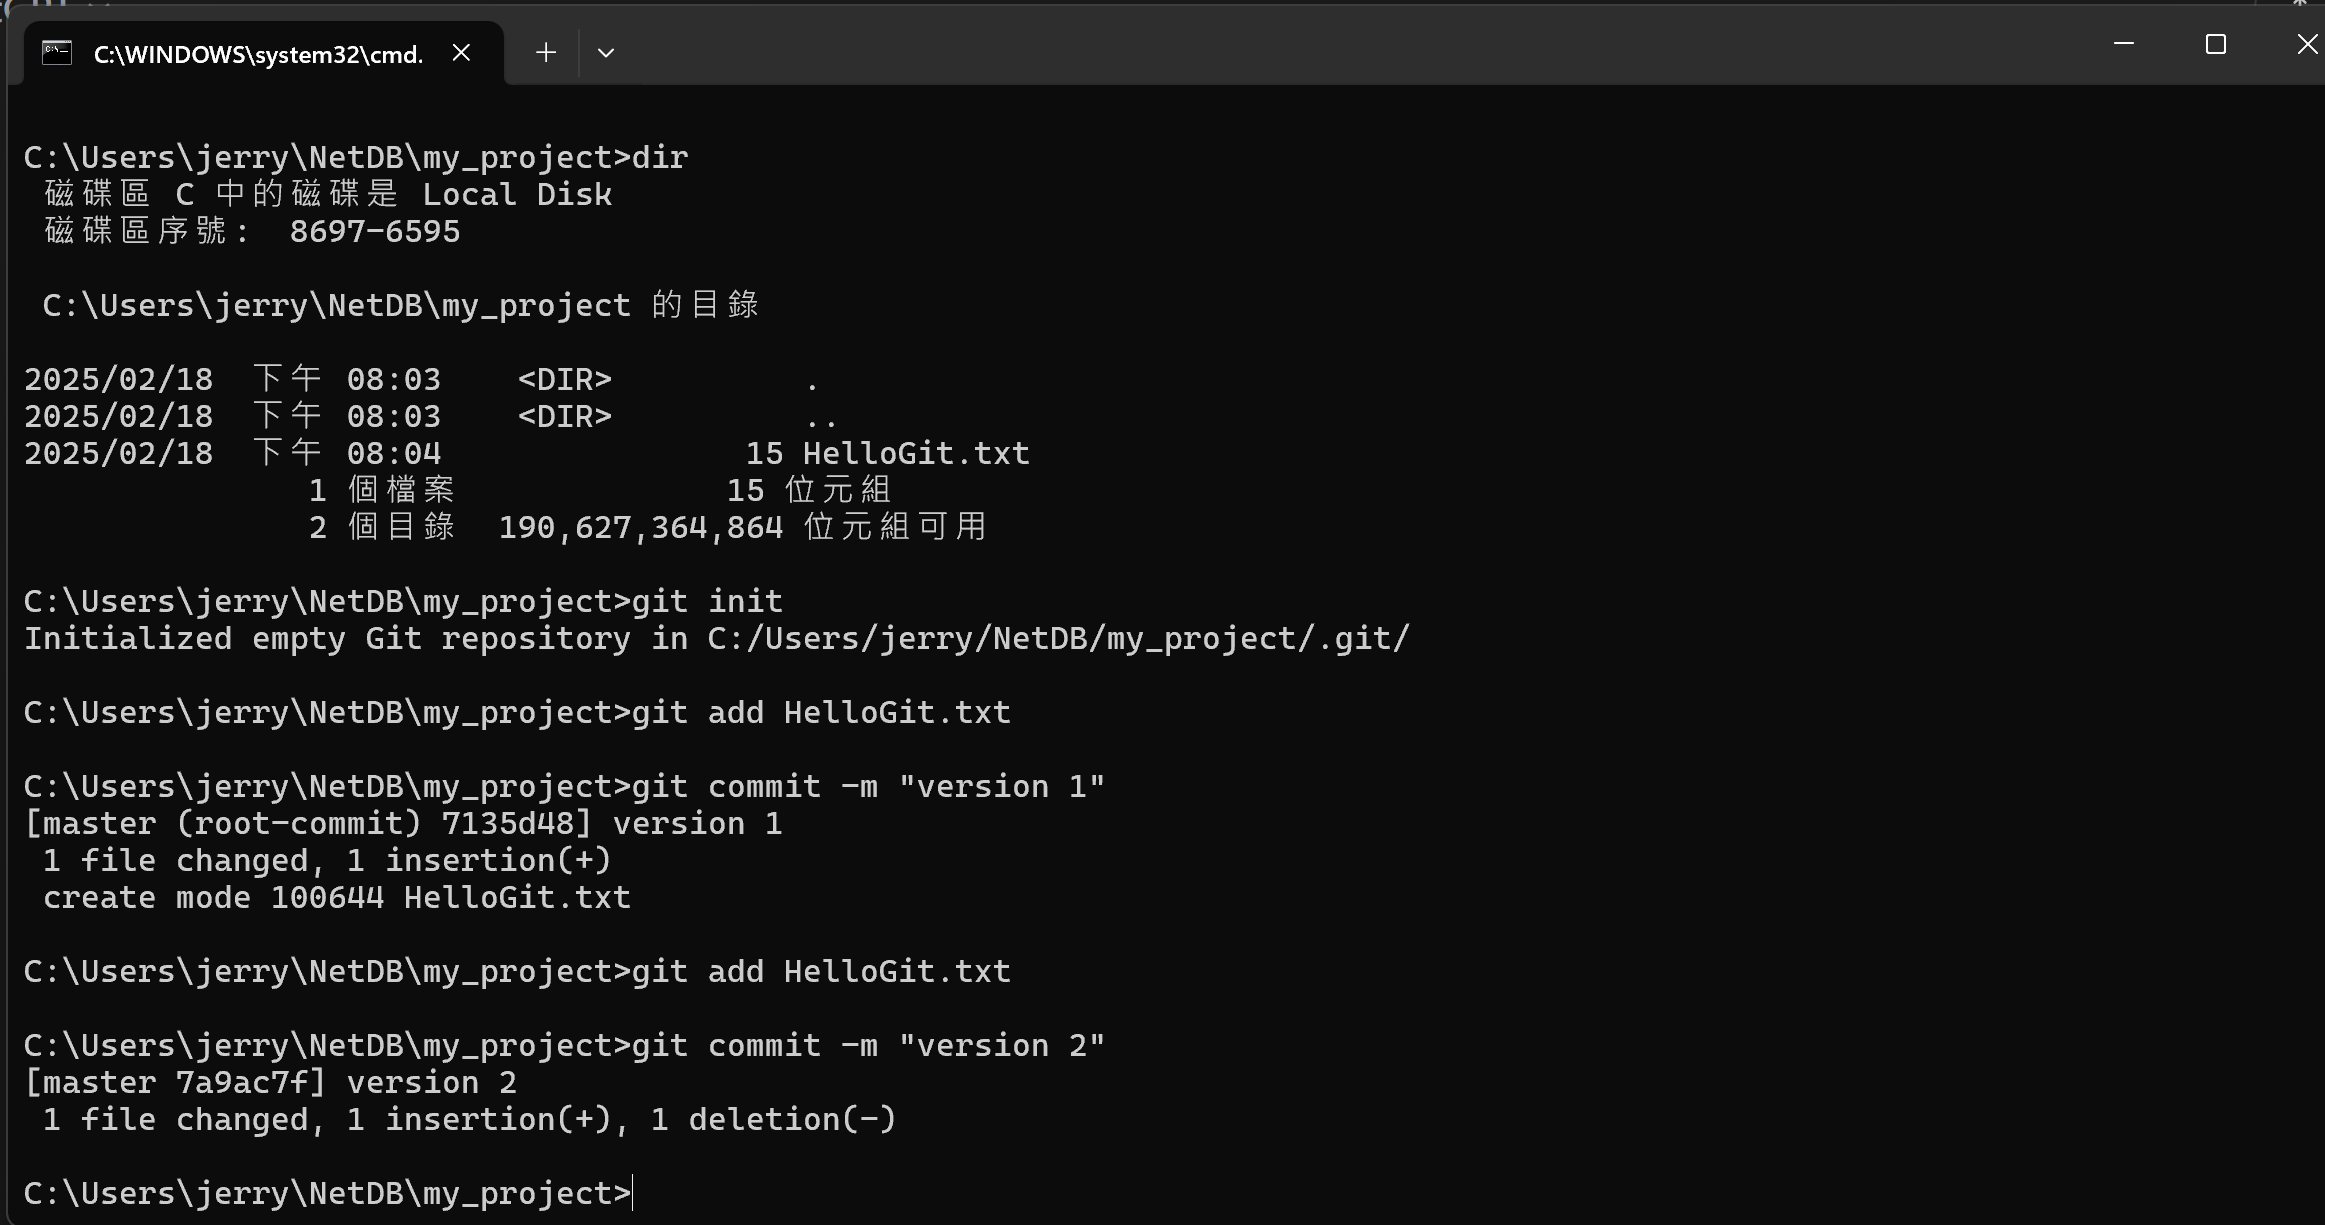 C:\WINDOWS\system32\cmd.
C:\Users\jerry\NetDB\my_project>dir
磁碟區 C 中的磁碟是 Local Disk
磁碟區序號:  8697-6595
C:\Users\jerry\NetDB\my_project 的目錄
2025/02/18  下午 08:03    <DIR>          .
2025/02/18  下午 08:03    <DIR>          ..
2025/02/18  下午 08:04                15 HelloGit.txt
1 個檔案              15 位元組
2 個目錄  190,627,364,864 位元組可用
C:\Users\jerry\NetDB\my_project>git init
Initialized empty Git repository in C:/Users/jerry/NetDB/my_project/.git/
C:\Users\jerry\NetDB\my_project>git add HelloGit.txt
C:\Users\jerry\NetDB\my_project>git commit -m "version 1"
[master (root-commit) 7135d48] version 1
1 file changed, 1 insertion(+)
create mode 100644 HelloGit.txt
C:\Users\jerry\NetDB\my_project>git add HelloGit.txt
C:\Users\jerry\NetDB\my_project>git commit -m "version 2"
[master 7a9ac7f] version 2
1 file changed, 1 insertion(+), 1 deletion(-)
C:\Users\jerry\NetDB\my_project>